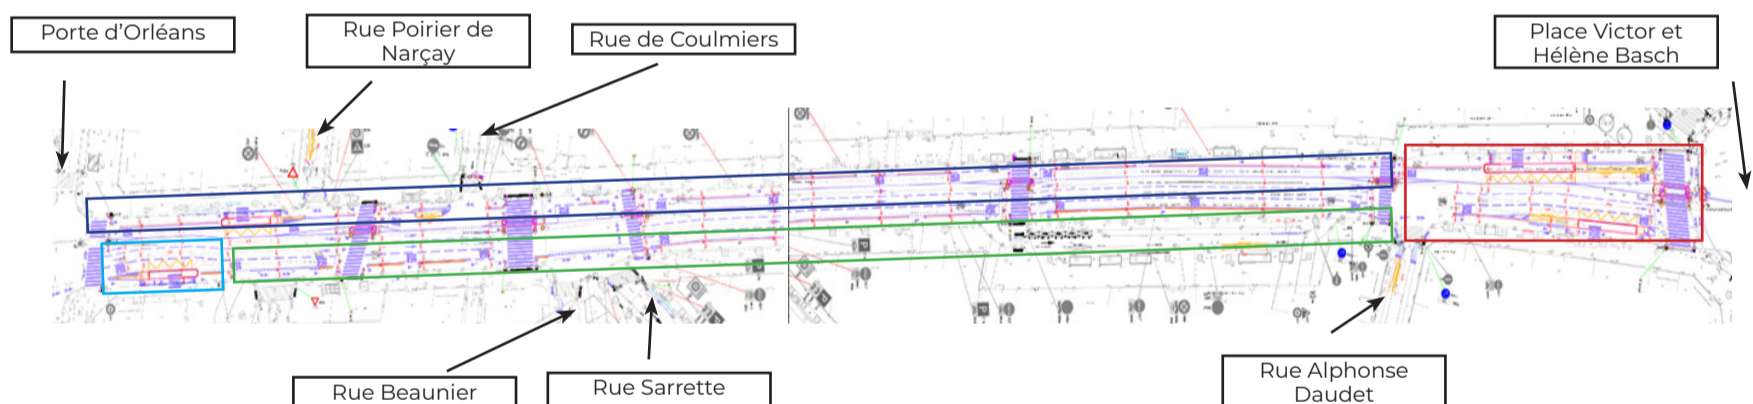 Porte d'Orléans
Rue Poirier de
Narçay
Rue de Coulmiers
Place Victor et
Hélène Basch
Rue Beaunier
Rue Sarrette
Rue Alphonse
Daudet